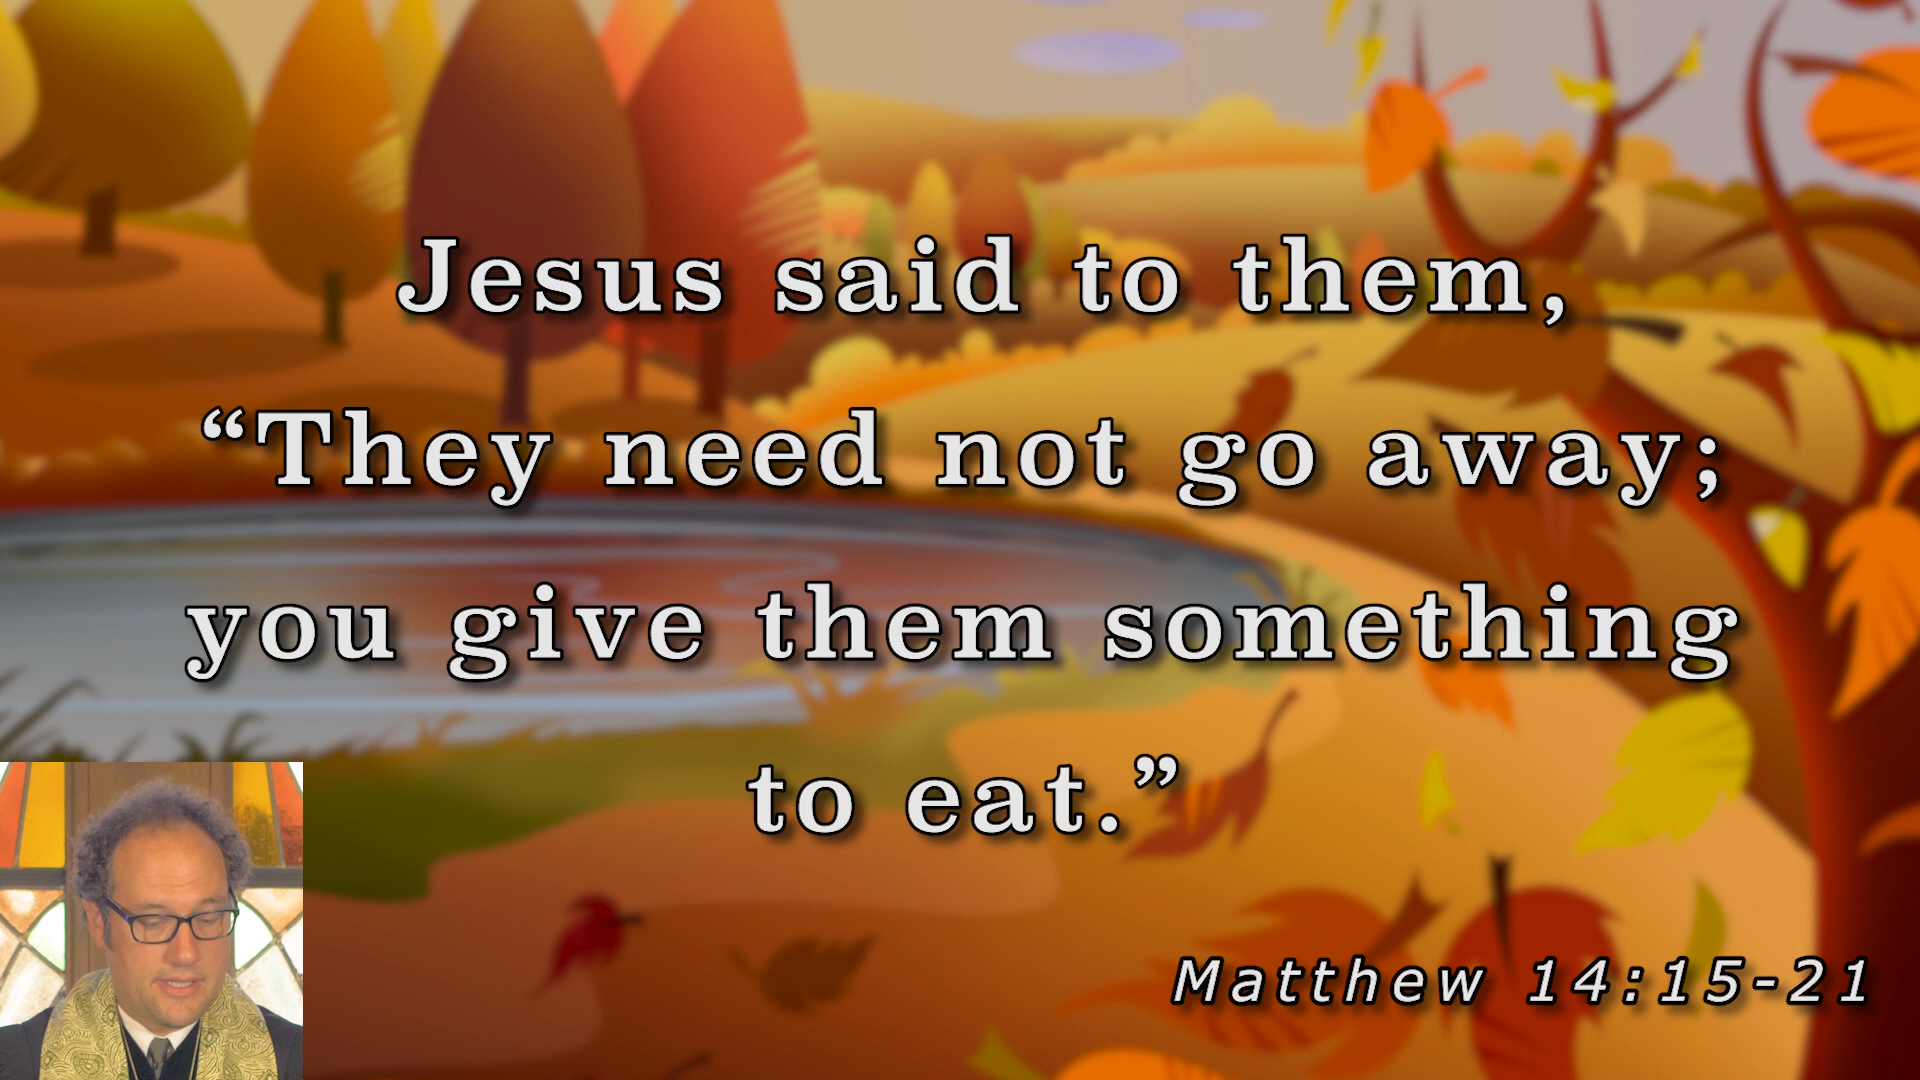 Jesus said to them,
“They need not go away;
you give them something
to eat.”
Matthew 14:15-21